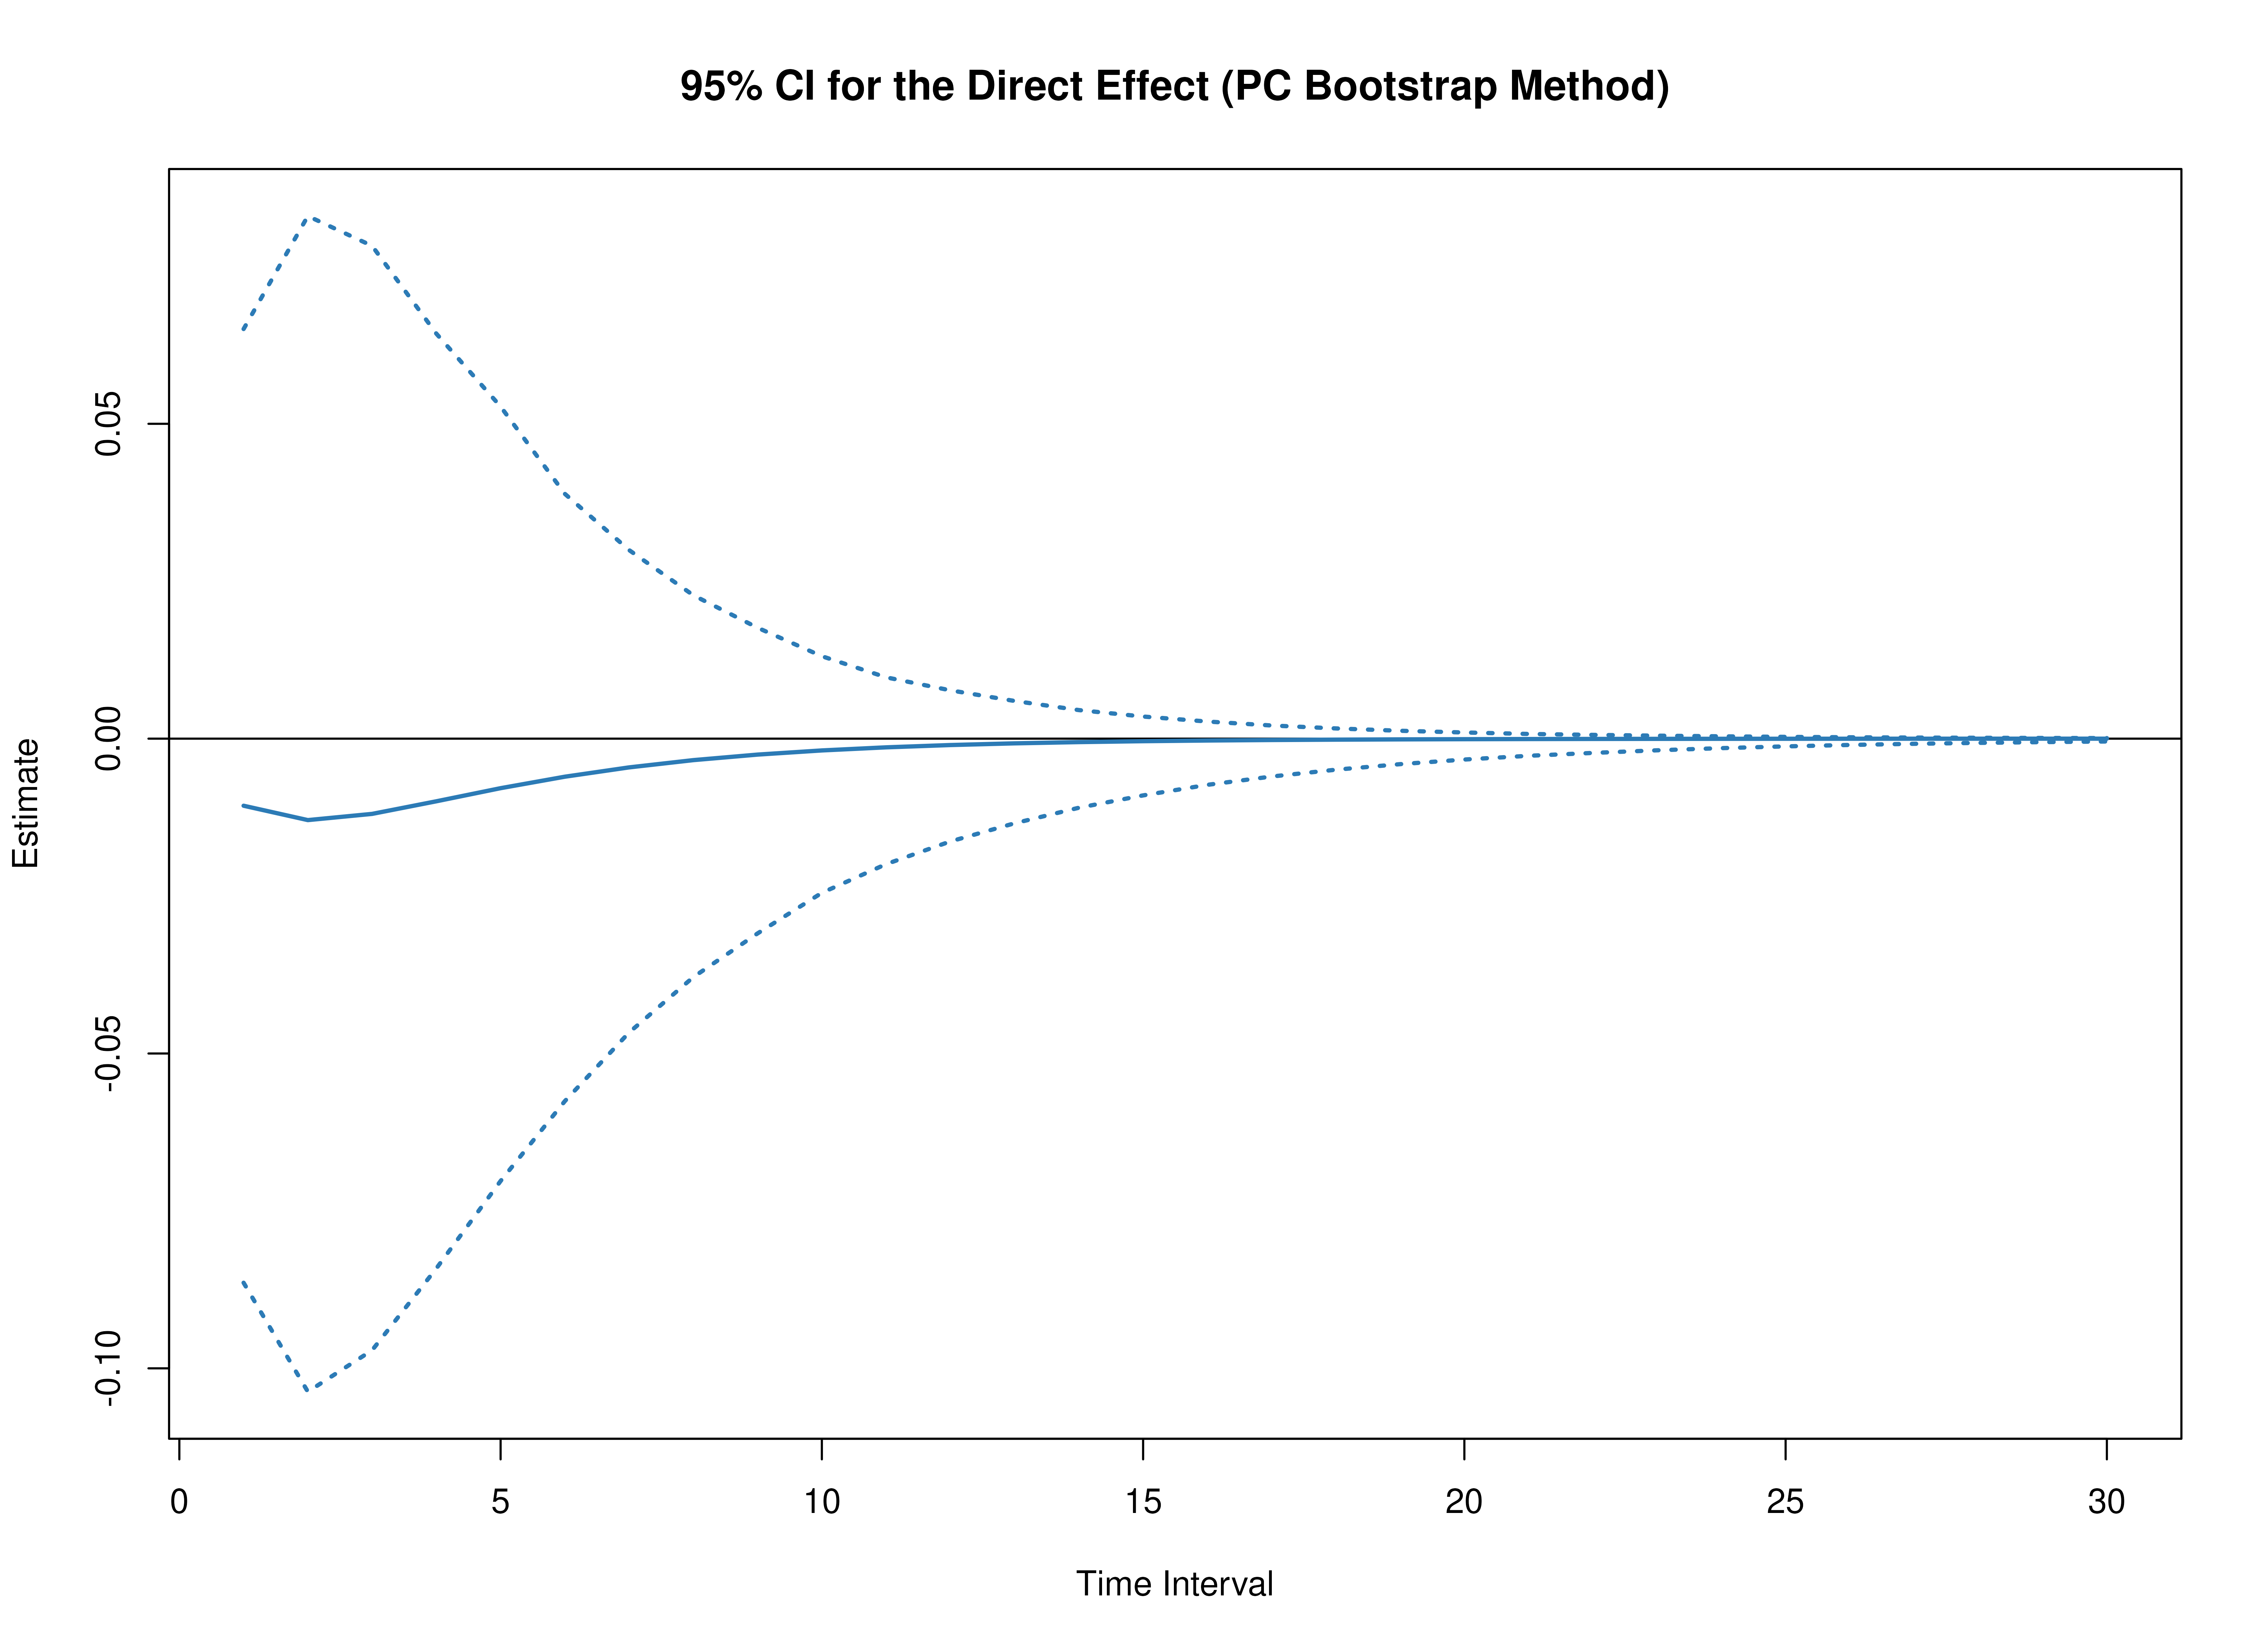 95% CI for the Direct Effect (PC Bootstrap Method)
Estimate
0.05
0.00
-0.05
-0.10
0 5 10 15 20 25 30
Time Interval